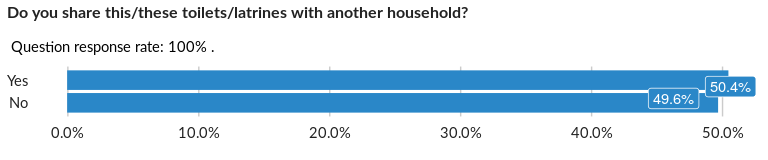 Do you share this/these toilets/latrines with another household?
Question response rate: 100% .
Yes
50.4%
No
49.6%
0.0% 10.0% 20.0% 30.0% 40.0% 50.0%